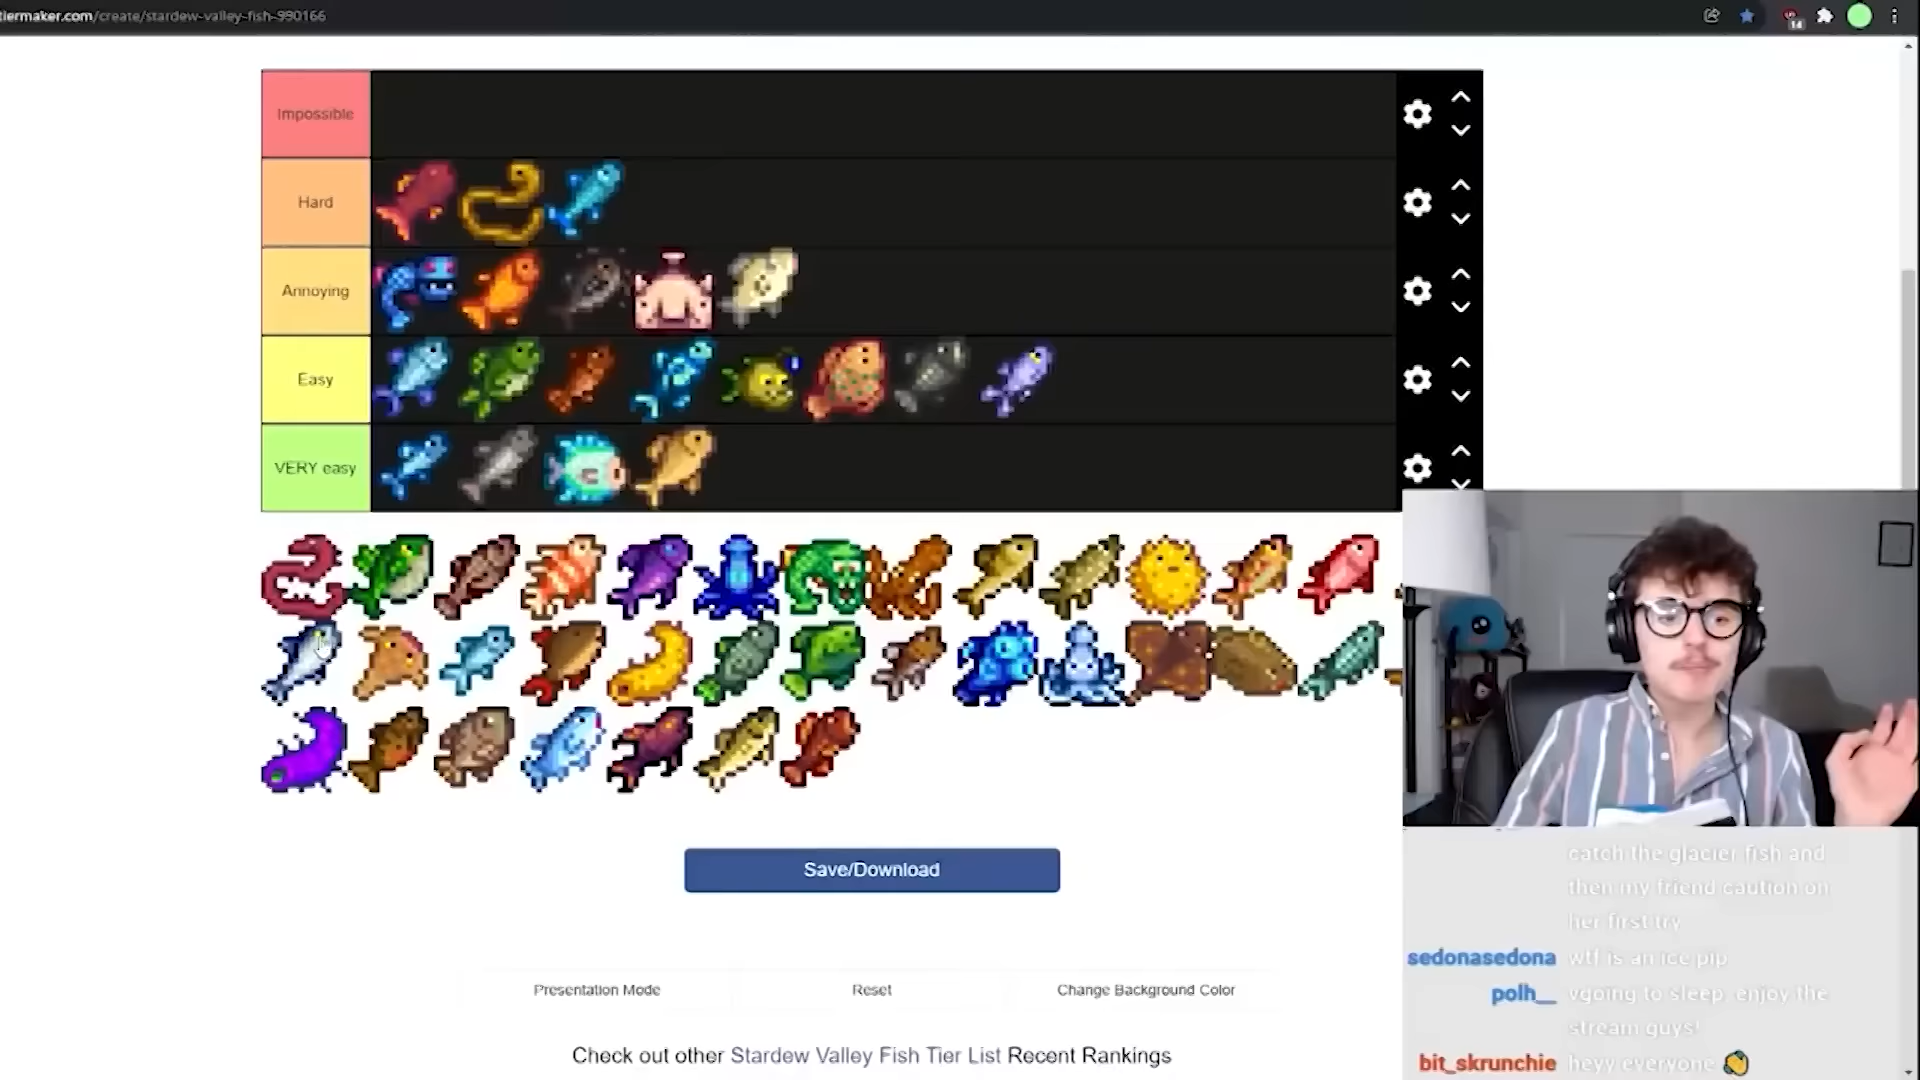 tiermaker.com/create/stardew-valley-fish-990166
14
Impossible
Hard
Annoying
Easy
VERY easy
Save/Download
Presentation Mode
Reset
Change Background Color
Check out other Stardew Valley Fish Tier List Recent Rankings
catch the glacier fish and
then my friend caution on
her first try
sedonasedona wtf is an ice pip
polh__ vgoing to sleep enjoy the
stream guys!
bit_skrunchie heyy everyone